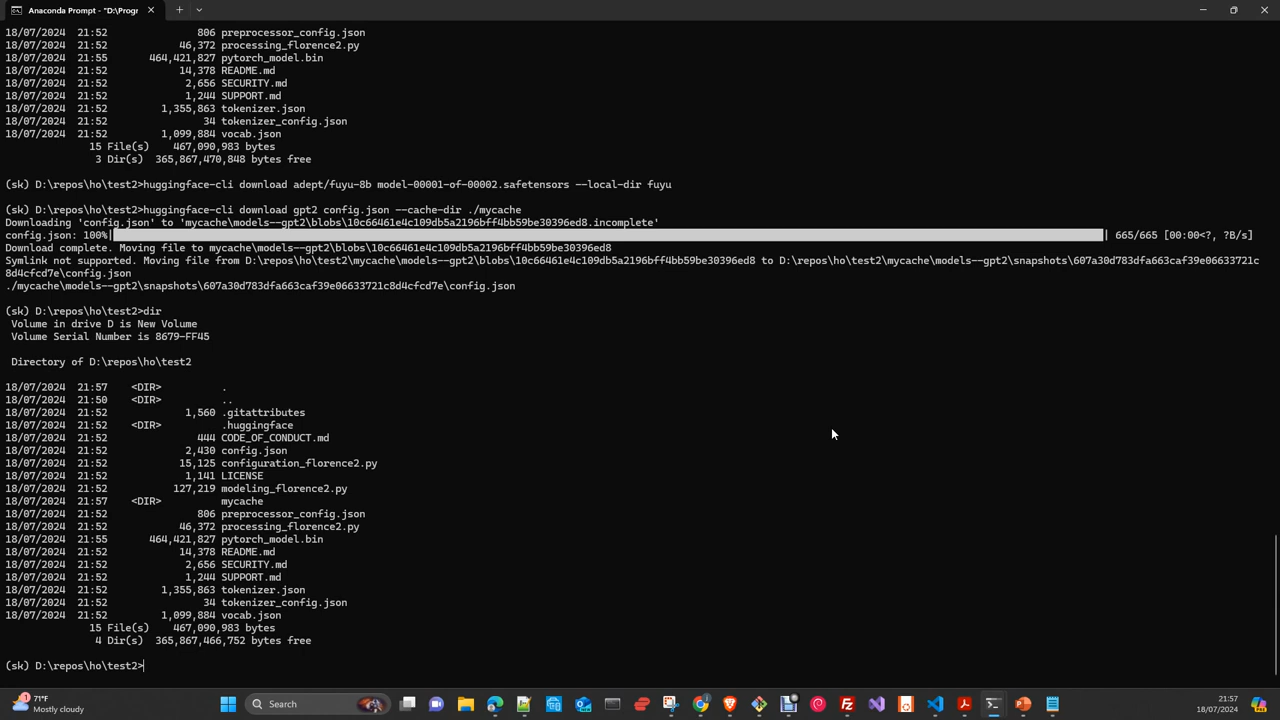 Anaconda Prompt - "D:\Progr
18/07/2024  21:52               806 preprocessor_config.json
18/07/2024  21:52            46,372 processing_florence2.py
18/07/2024  21:55       464,421,827 pytorch_model.bin
18/07/2024  21:52            14,378 README.md
18/07/2024  21:52             2,656 SECURITY.md
18/07/2024  21:52             1,244 SUPPORT.md
18/07/2024  21:52         1,355,863 tokenizer.json
18/07/2024  21:52                34 tokenizer_config.json
18/07/2024  21:52         1,099,884 vocab.json
15 File(s)    467,090,983 bytes
3 Dir(s)  365,867,470,848 bytes free
(sk) D:\repos\ho\test2>huggingface-cli download adept/fuyu-8b model-00001-of-00002.safetensors --local-dir fuyu
(sk) D:\repos\ho\test2>huggingface-cli download gpt2 config.json --cache-dir ./mycache
Downloading 'config.json' to 'mycache\models--gpt2\blobs\10c66461e4c109db5a2196bff4bb59be30396ed8.incomplete'
config.json: 100%| | 665/665 [00:00<?, ?B/s]
Download complete. Moving file to mycache\models--gpt2\blobs\10c66461e4c109db5a2196bff4bb59be30396ed8
Symlink not supported. Moving file from D:\repos\ho\test2\mycache\models--gpt2\blobs\10c66461e4c109db5a2196bff4bb59be30396ed8 to D:\repos\ho\test2\mycache\models--gpt2\snapshots\607a30d783dfa663caf39e06633721c
8d4cfcd7e\config.json
./mycache\models--gpt2\snapshots\607a30d783dfa663caf39e06633721c8d4cfcd7e\config.json
(sk) D:\repos\ho\test2>dir
Volume in drive D is New Volume
Volume Serial Number is 8679-FF45
Directory of D:\repos\ho\test2
18/07/2024  21:57    <DIR>          .
18/07/2024  21:50    <DIR>          ..
18/07/2024  21:52             1,560 .gitattributes
18/07/2024  21:52    <DIR>          .huggingface
18/07/2024  21:52               444 CODE_OF_CONDUCT.md
18/07/2024  21:52             2,430 config.json
18/07/2024  21:52            15,125 configuration_florence2.py
18/07/2024  21:52             1,141 LICENSE
18/07/2024  21:52           127,219 modeling_florence2.py
18/07/2024  21:57    <DIR>          mycache
18/07/2024  21:52               806 preprocessor_config.json
18/07/2024  21:52            46,372 processing_florence2.py
18/07/2024  21:55       464,421,827 pytorch_model.bin
18/07/2024  21:52            14,378 README.md
18/07/2024  21:52             2,656 SECURITY.md
18/07/2024  21:52             1,244 SUPPORT.md
18/07/2024  21:52         1,355,863 tokenizer.json
18/07/2024  21:52                34 tokenizer_config.json
18/07/2024  21:52         1,099,884 vocab.json
15 File(s)    467,090,983 bytes
4 Dir(s)  365,867,466,752 bytes free
(sk) D:\repos\ho\test2>
1
71°F
Mostly cloudy
Search
21:57
18/07/2024